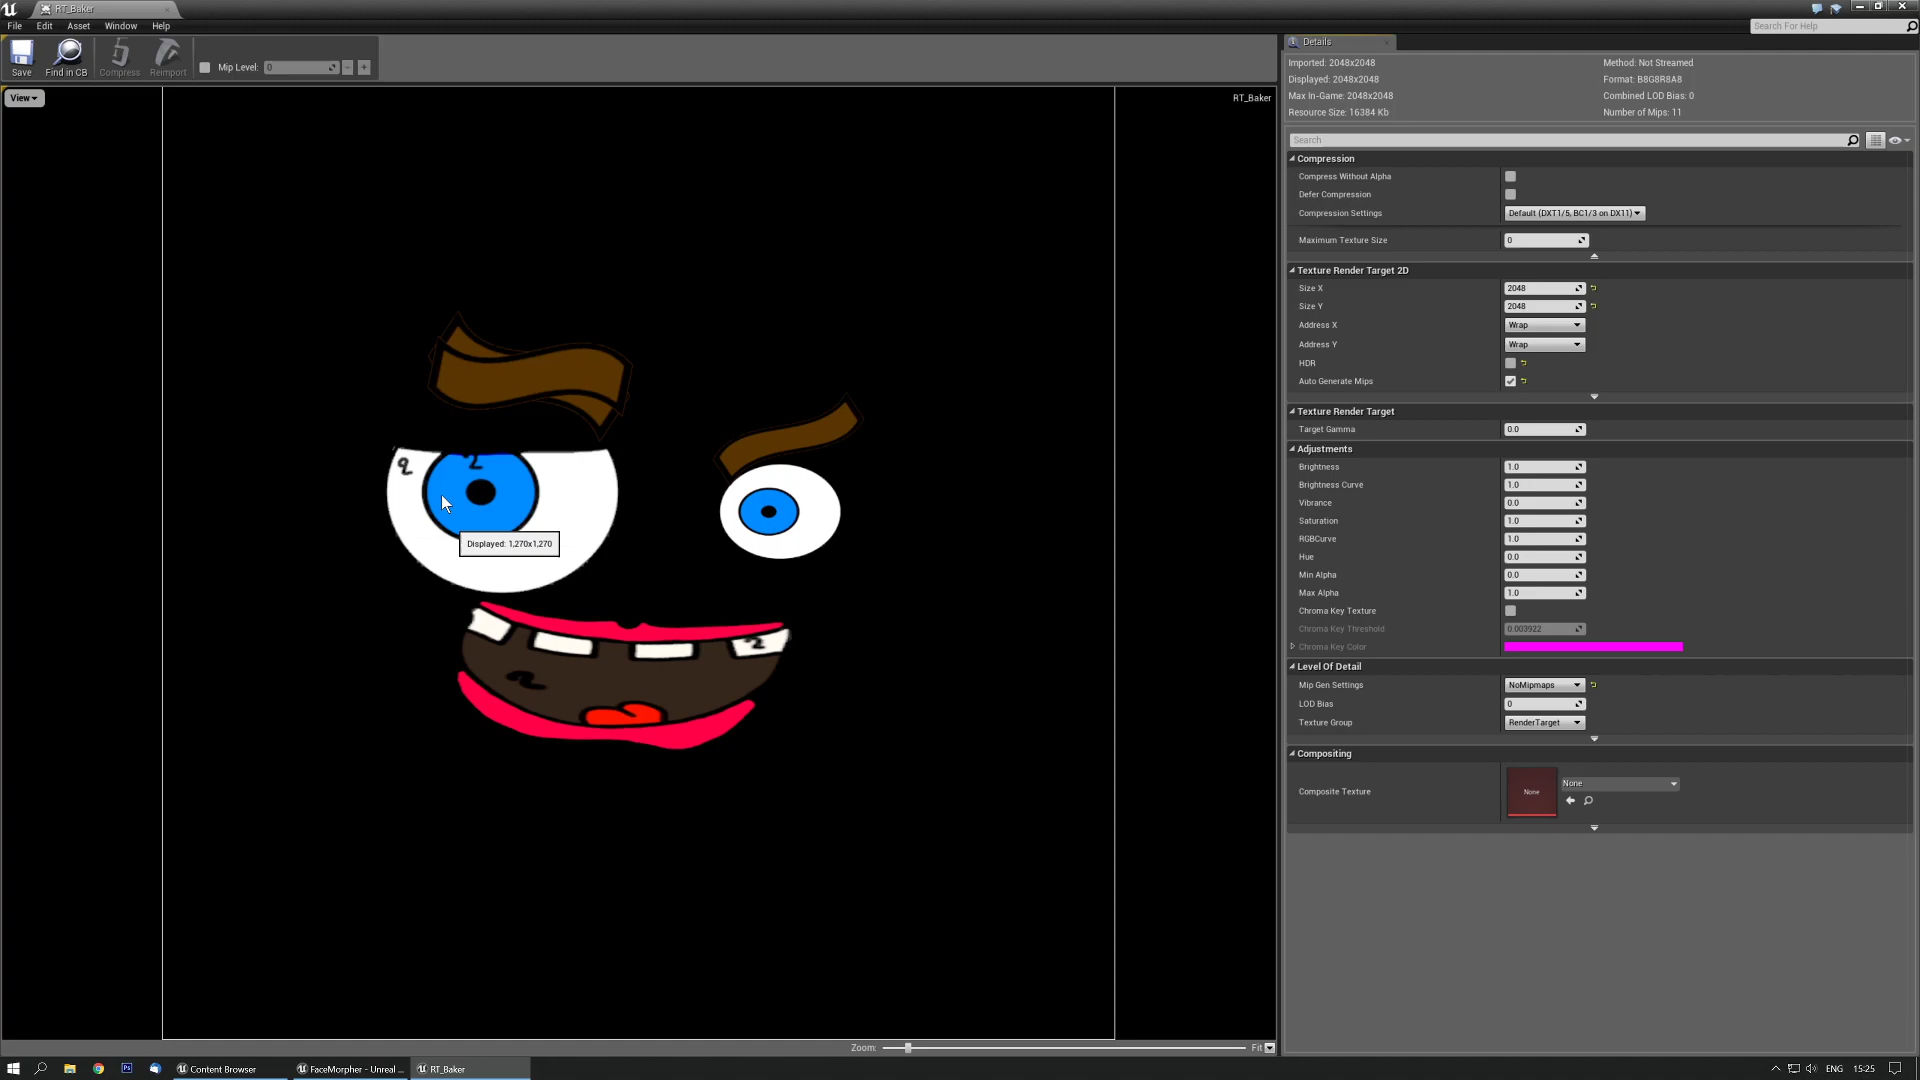 RT_Baker
File Edit Asset Window Help
Search For Help
Save Find in CB Compress Reimport Mip Level: 0 - +
View
RT_Baker
2
2
2
Displayed: 1,270x1,270
Zoom: Fit
Details
Imported: 2048x2048 Method: Not Streamed
Displayed: 2048x2048 Format: B8G8R8A8
Max In-Game: 2048x2048 Combined LOD Bias: 0
Resource Size: 16384 Kb Number of Mips: 11
Search
Compression
Compress Without Alpha
Defer Compression
Compression Settings Default (DXT1/5, BC1/3 on DX11)
Maximum Texture Size 0
Texture Render Target 2D
Size X 2048
Size Y 2048
Address X Wrap
Address Y Wrap
HDR
Auto Generate Mips
Texture Render Target
Target Gamma 0.0
Adjustments
Brightness 1.0
Brightness Curve 1.0
Vibrance 0.0
Saturation 1.0
RGBCurve 1.0
Hue 0.0
Min Alpha 0.0
Max Alpha 1.0
Chroma Key Texture
Chroma Key Threshold 0.003922
Chroma Key Color
Level Of Detail
Mip Gen Settings NoMipmaps
LOD Bias 0
Texture Group RenderTarget
Compositing
Composite Texture None None
Content Browser FaceMorpher - Unreal ... RT_Baker ENG 15:25